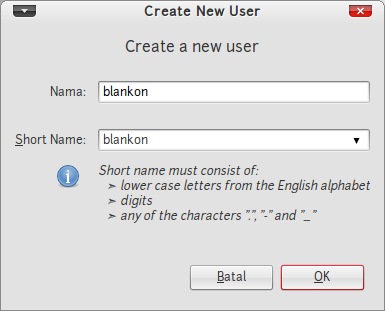 Create New User
Create a new user
Nama: blankon
Short Name: blankon
Short name must consist of:
➣ lower case letters from the English alphabet
➣ digits
➣ any of the characters ".", "-" and "_"
Batal OK